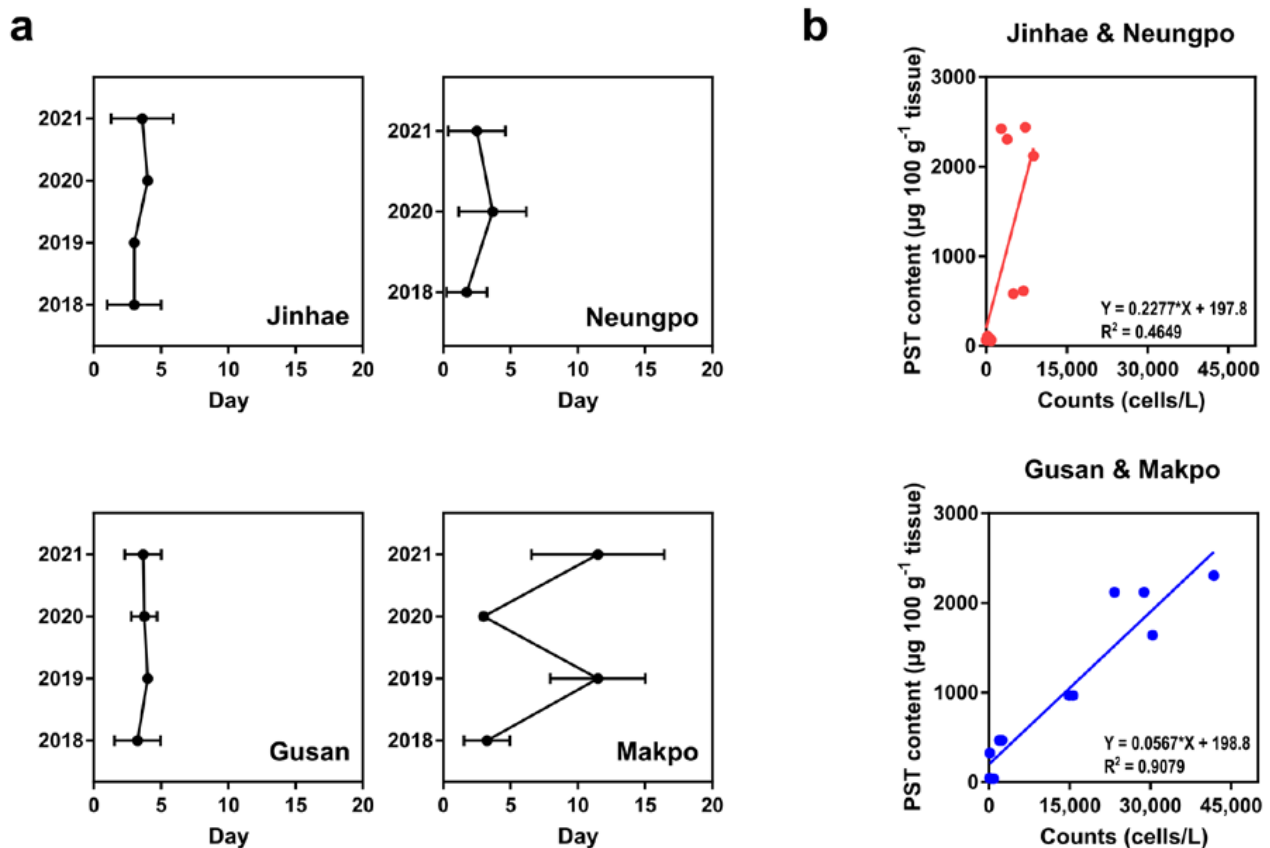 a
2021
2020
2019
2018
Jinhae
0 5 10 15 20
Day
2021
2020
2018
Neungpo
0 5 10 15 20
Day
2021
2020
2019
2018
Gusan
0 5 10 15 20
Day
2021
2020
2019
2018
Makpo
0 5 10 15 20
Day
b
Jinhae & Neungpo
PST content (µg 100 g⁻¹ tissue)
3000
2000
1000
0
Y = 0.2277*X + 197.8
R² = 0.4649
0 15,000 30,000 45,000
Counts (cells/L)
Gusan & Makpo
PST content (µg 100 g⁻¹ tissue)
3000
2000
1000
0
Y = 0.0567*X + 198.8
R² = 0.9079
0 15,000 30,000 45,000
Counts (cells/L)